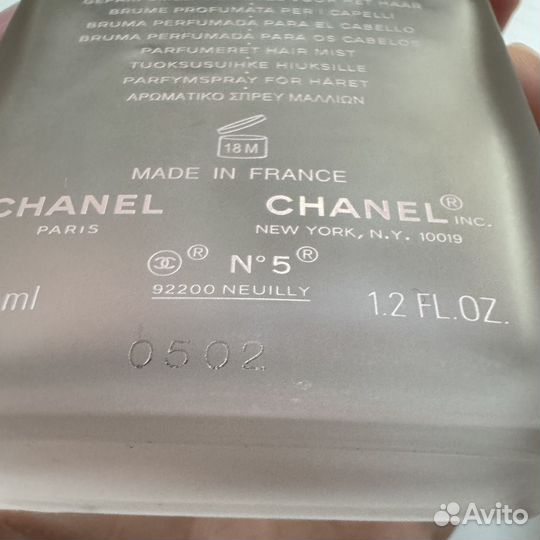 BRUME PROFUMATA PER I CAPELLI
BRUMA PERFUMADA PARA EL CABELLO
BRUMA PERFUMADA PARA OS CABELOS
PARFUMERET HAIR MIST
TUOKSUSUIHKE HIUKSILLE
PARFYMSPRAY FÖR HÅRET
ΑΡΩΜΑΤΙΚΟ ΣΠΡΕΥ ΜΑΛΛΙΩΝ
18 M
MADE IN FRANCE
CHANEL CHANEL® INC.
PARIS NEW YORK, N.Y. 10019
® N°5®
ml 92200 NEUILLY 1.2 FL.OZ.
0502
Avito